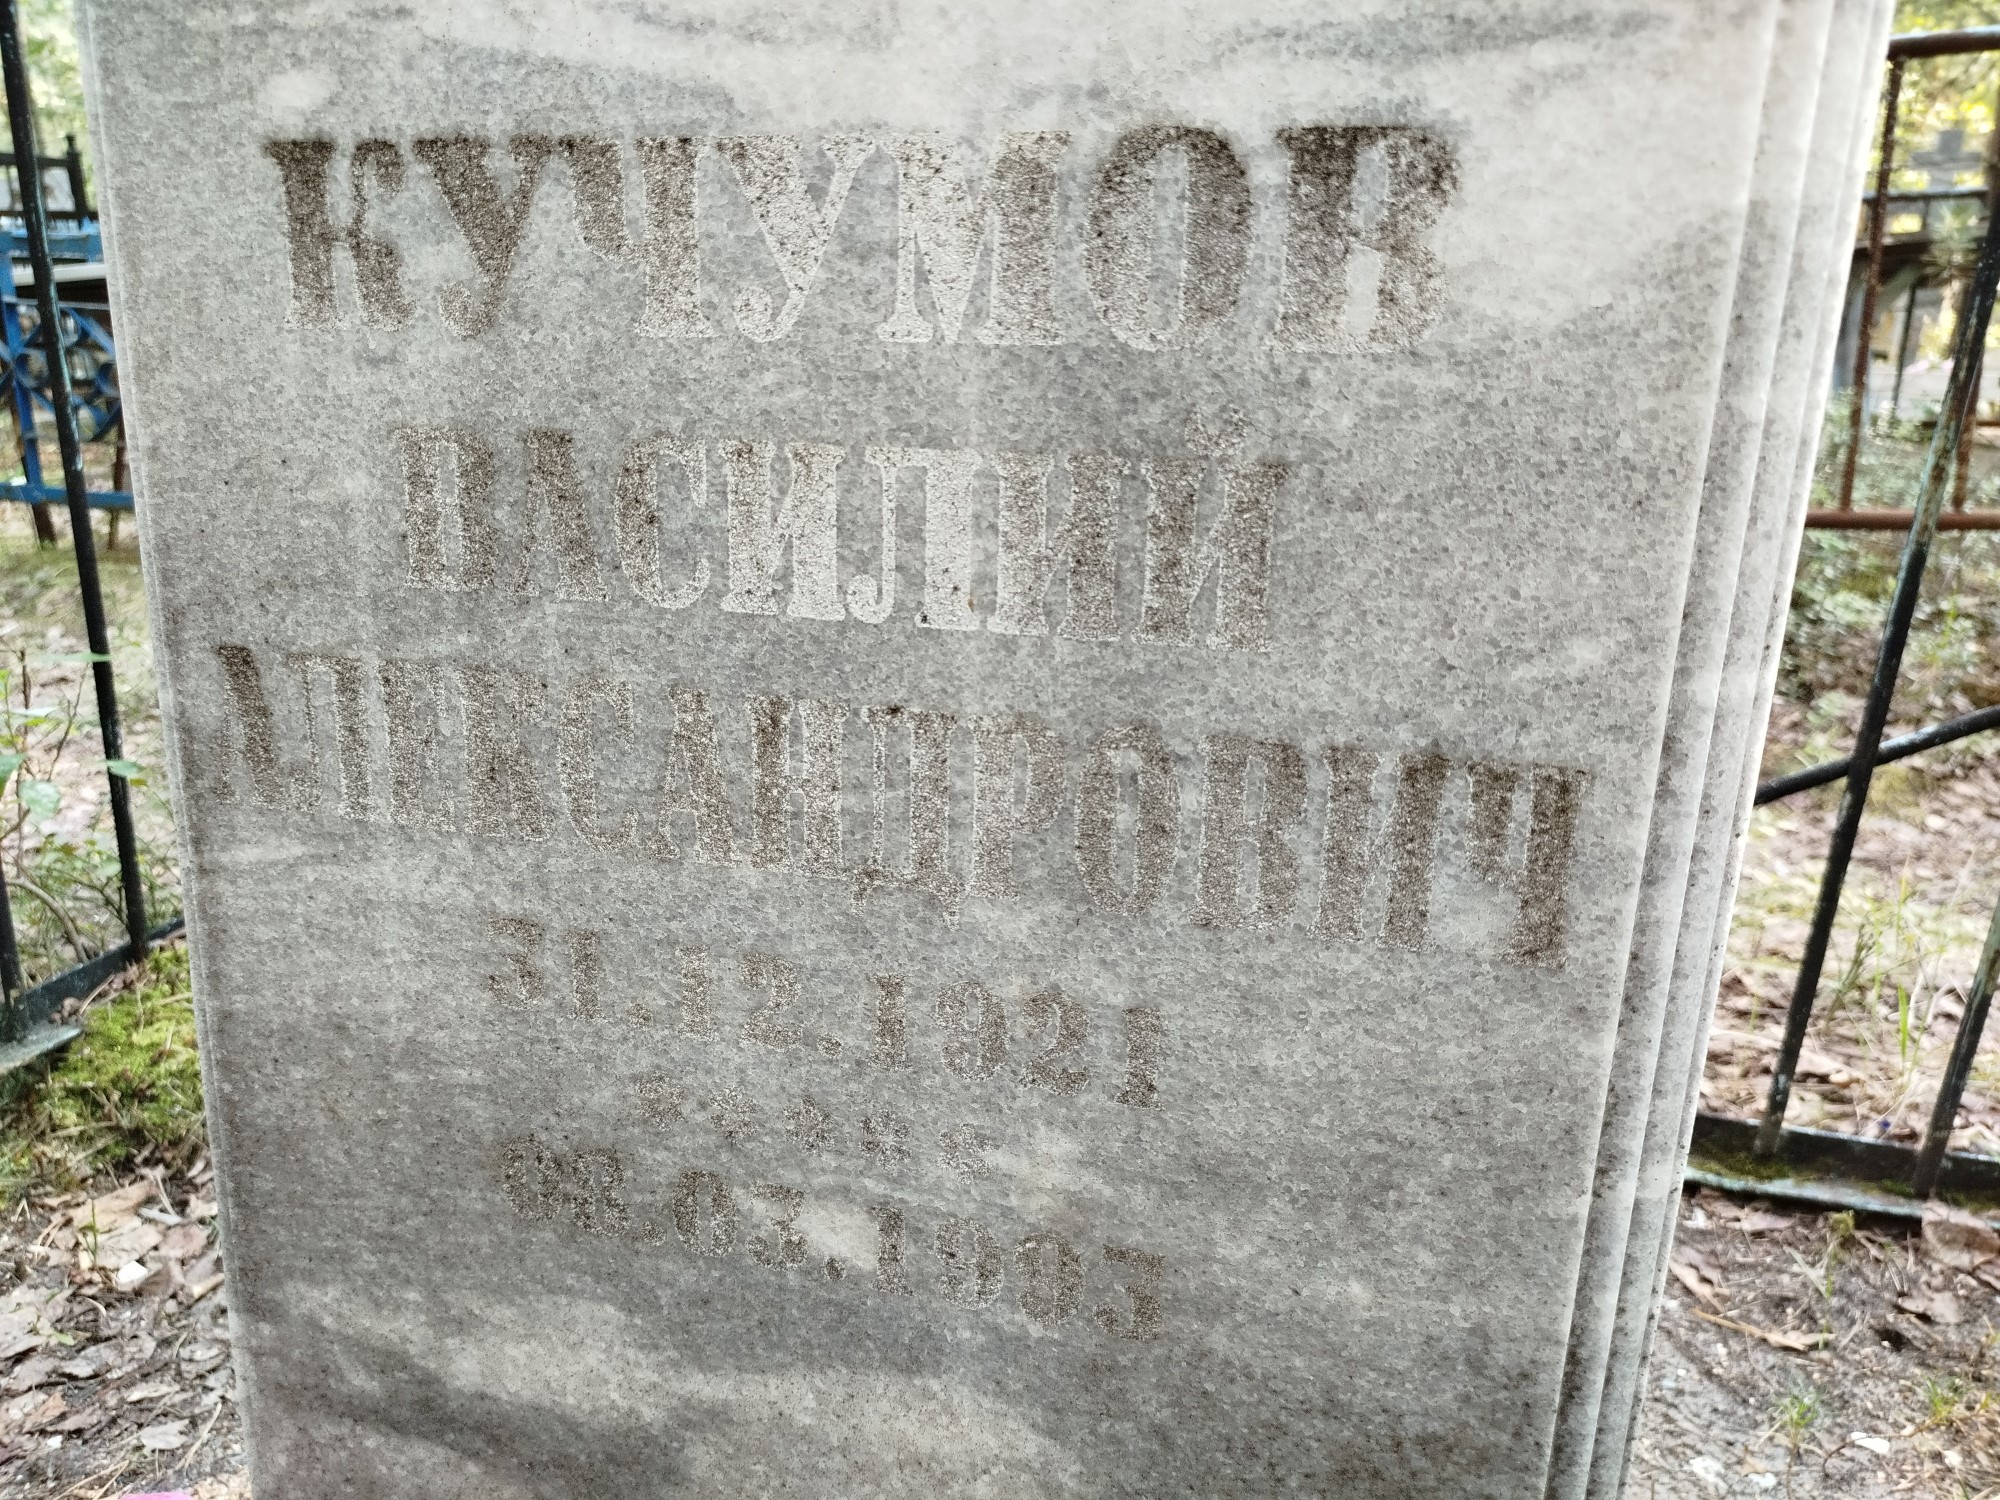 КУЧУМОВ
ВАСИЛИЙ
АЛЕКСАНДРОВИЧ
31.12.1921
*****
08.03.1993